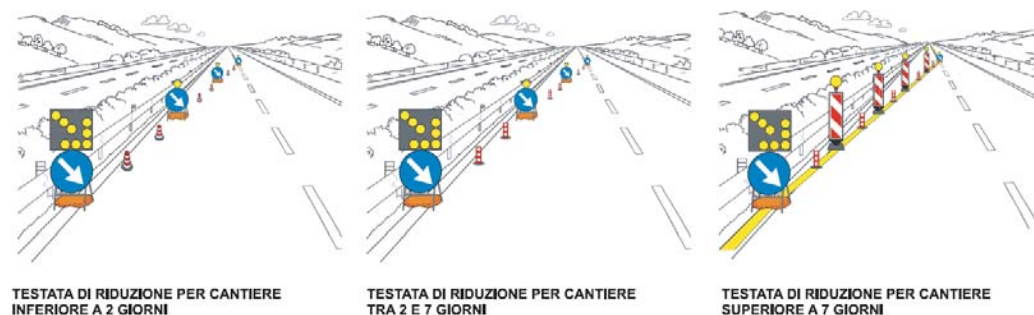 TESTATA DI RIDUZIONE PER CANTIERE
INFERIORE A 2 GIORNI
TESTATA DI RIDUZIONE PER CANTIERE
TRA 2 E 7 GIORNI
TESTATA DI RIDUZIONE PER CANTIERE
SUPERIORE A 7 GIORNI